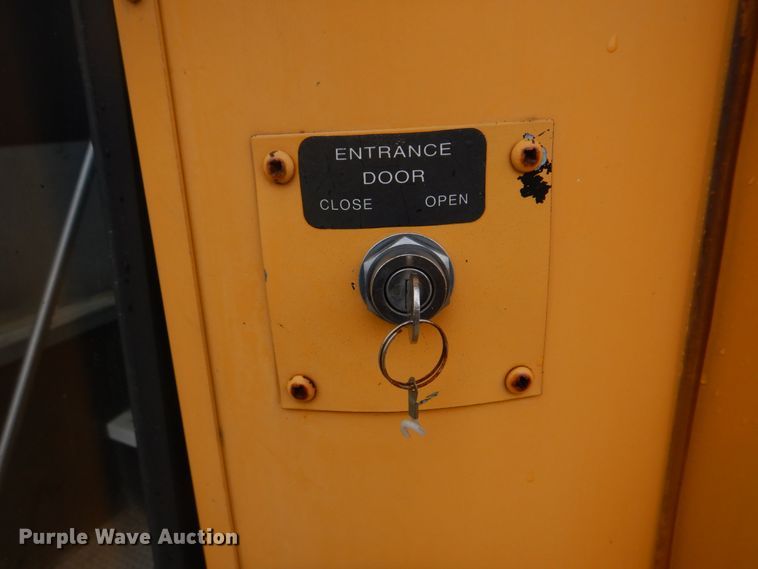 ENTRANCE
DOOR
CLOSE OPEN
Purple Wave Auction